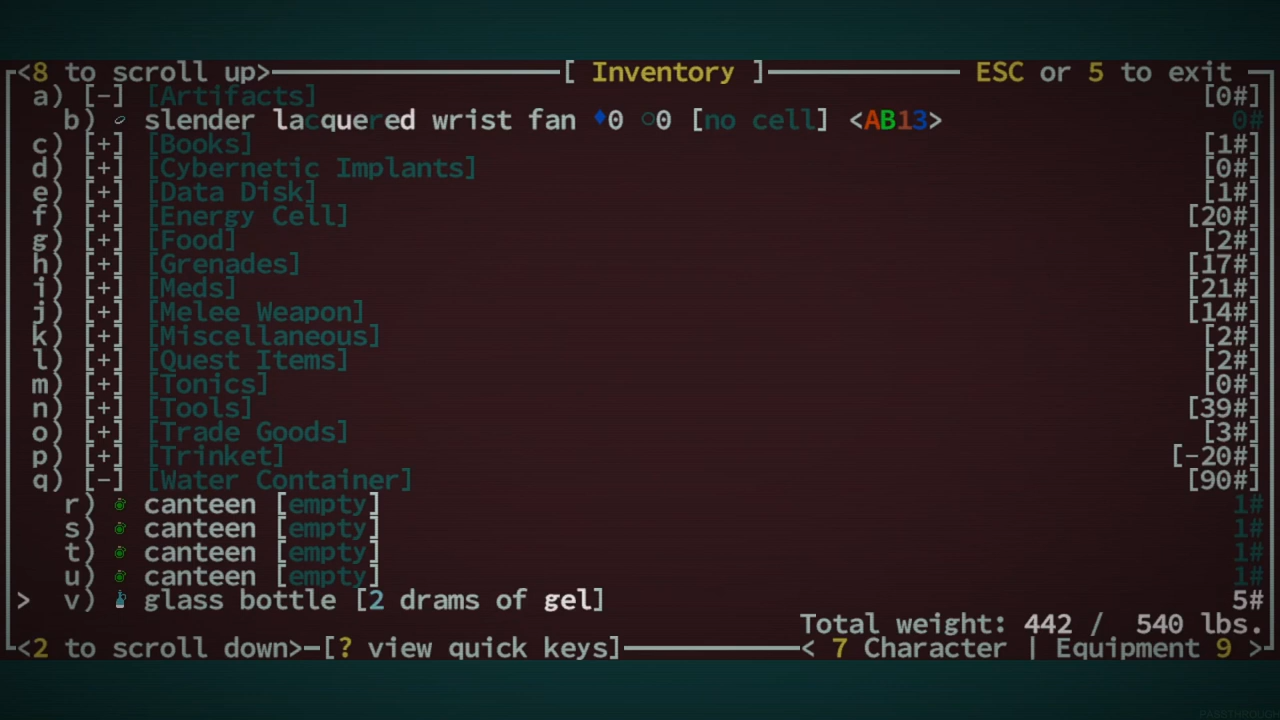 <8 to scroll up> [ Inventory ] ESC or 5 to exit
a) [-] [Artifacts] [0#]
b) slender lacquered wrist fan ♦0 ○0 [no cell] <AB13> 0#
c) [+] [Books] [1#]
d) [+] [Cybernetic Implants] [0#]
e) [+] [Data Disk] [1#]
f) [+] [Energy Cell] [20#]
g) [+] [Food] [2#]
h) [+] [Grenades] [17#]
i) [+] [Meds] [21#]
j) [+] [Melee Weapon] [14#]
k) [+] [Miscellaneous] [2#]
l) [+] [Quest Items] [2#]
m) [+] [Tonics] [0#]
n) [+] [Tools] [39#]
o) [+] [Trade Goods] [3#]
p) [+] [Trinket] [-20#]
q) [-] [Water Container] [90#]
r) canteen [empty] 1#
s) canteen [empty] 1#
t) canteen [empty] 1#
u) canteen [empty] 1#
> v) glass bottle [2 drams of gel] 5#
Total weight: 442 / 540 lbs.
<2 to scroll down> [? view quick keys] < 7 Character | Equipment 9 >